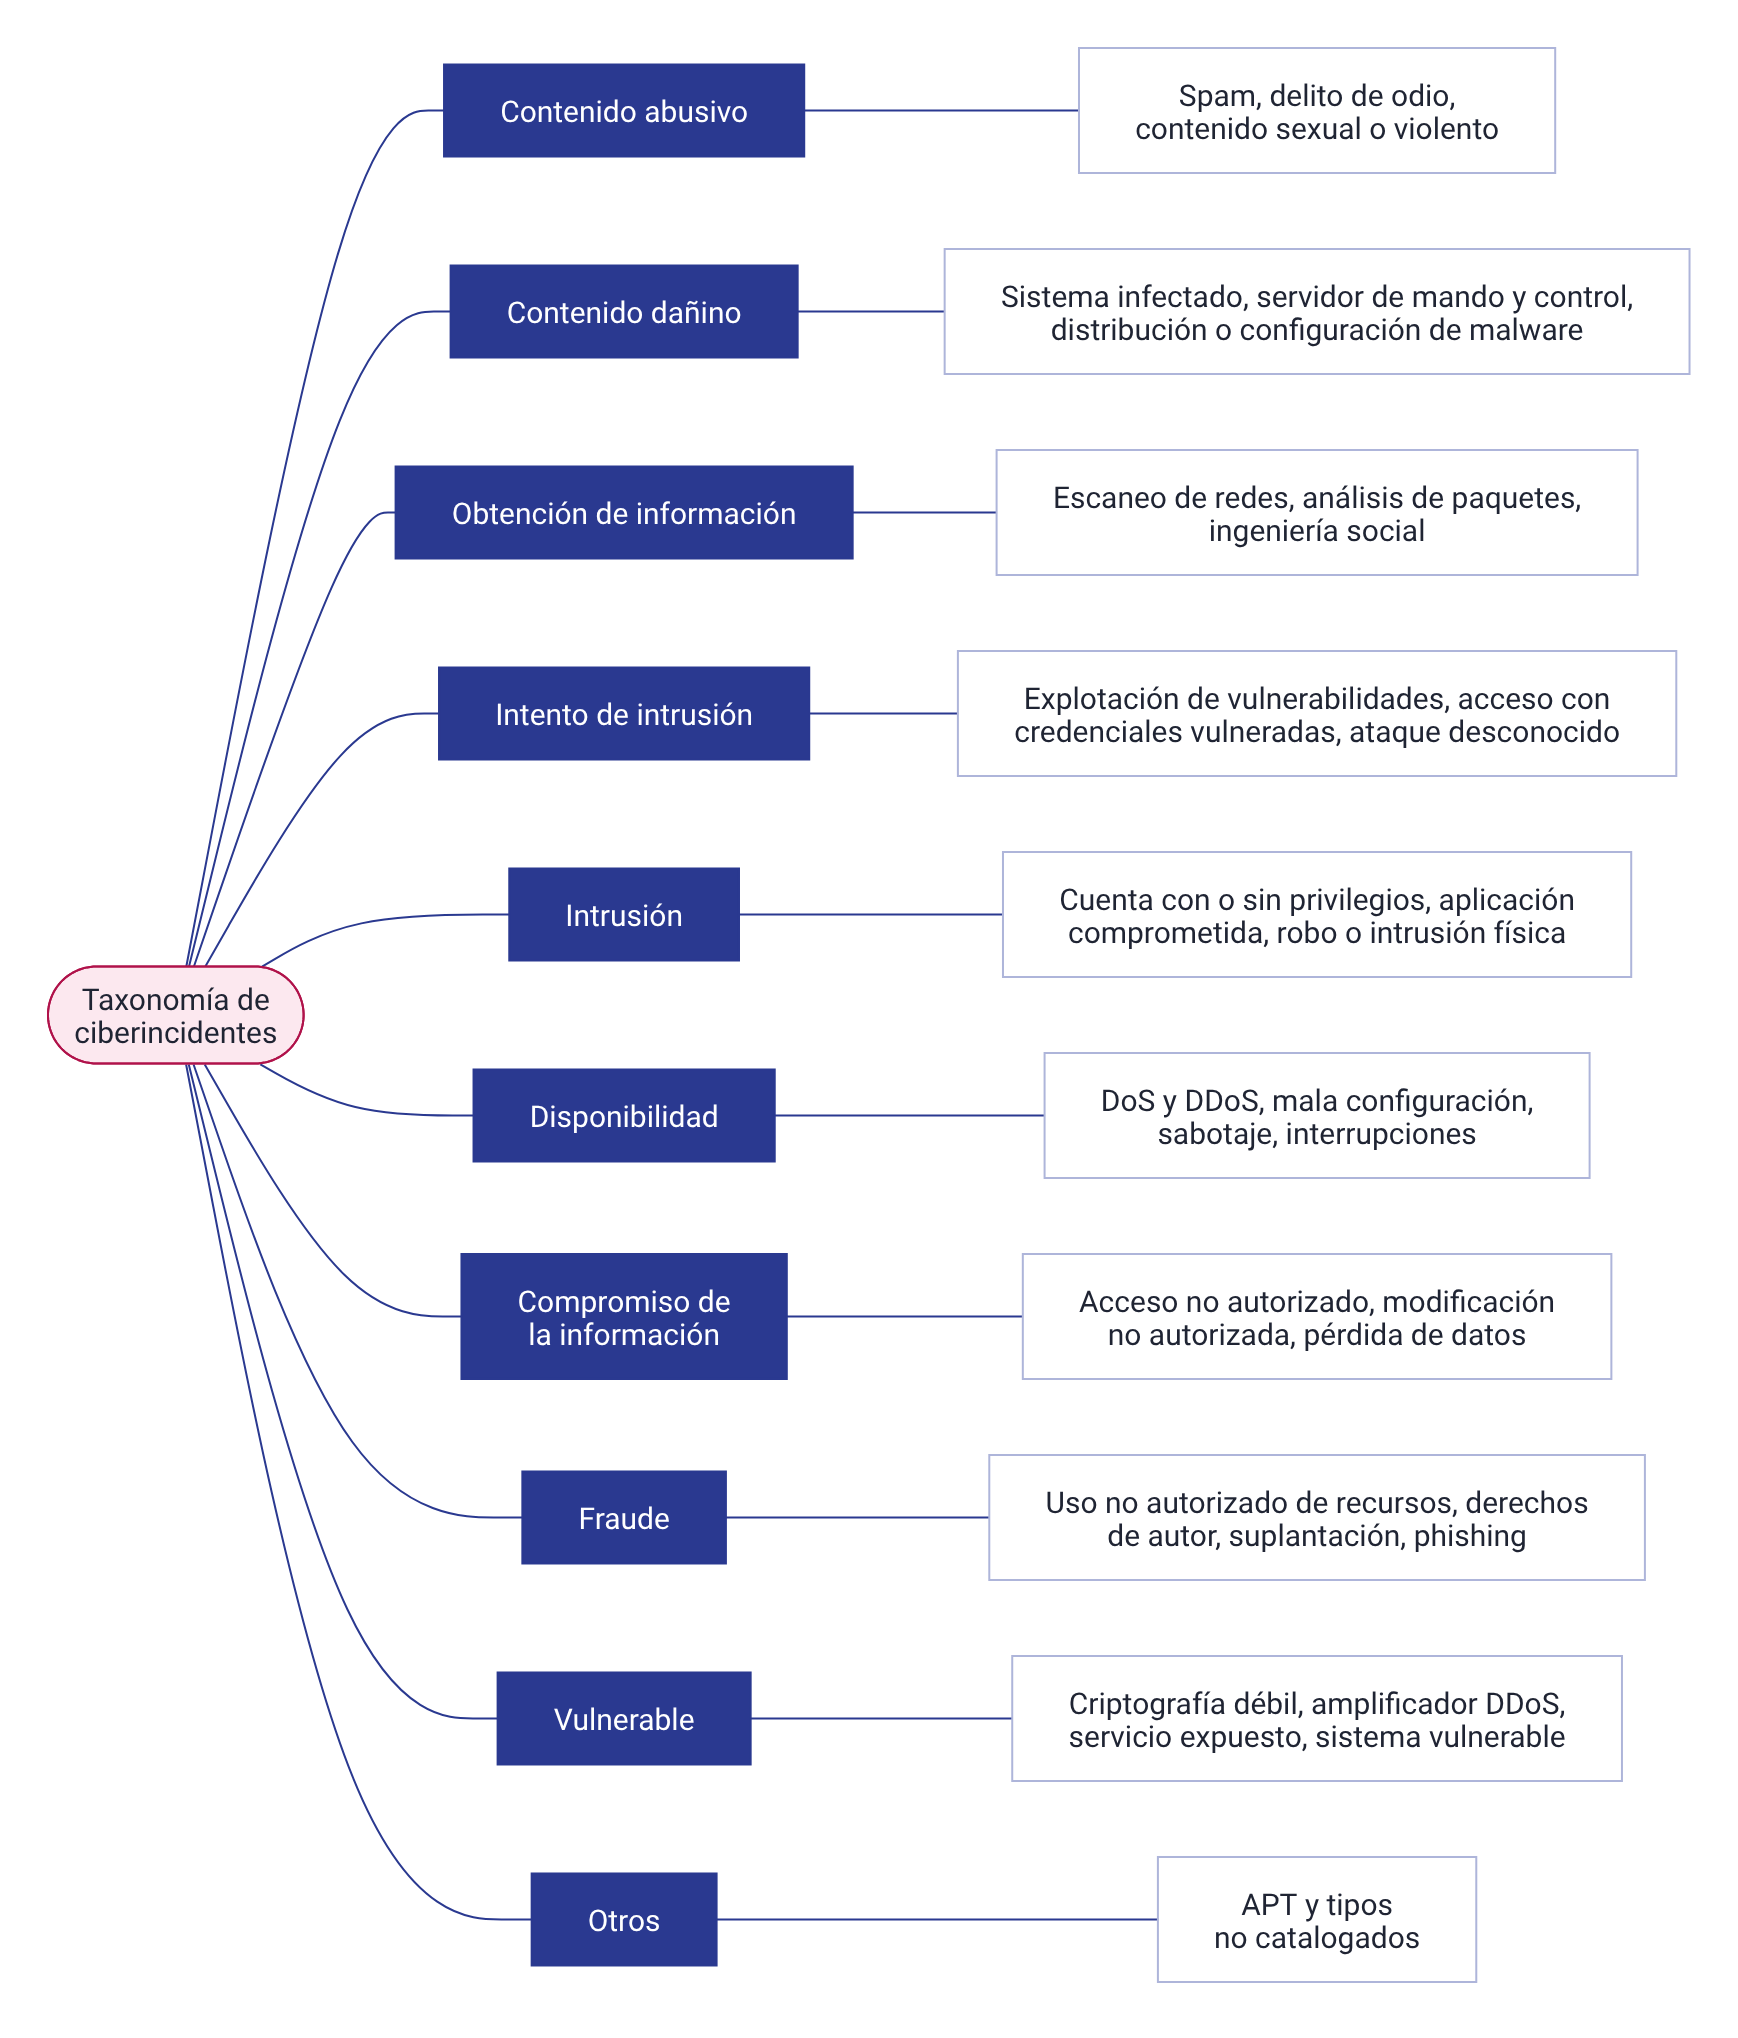 Taxonomía de
ciberincidentes
Contenido abusivo
Spam, delito de odio,
contenido sexual o violento
Contenido dañino
Sistema infectado, servidor de mando y control,
distribución o configuración de malware
Obtención de información
Escaneo de redes, análisis de paquetes,
ingeniería social
Intento de intrusión
Explotación de vulnerabilidades, acceso con
credenciales vulneradas, ataque desconocido
Intrusión
Cuenta con o sin privilegios, aplicación
comprometida, robo o intrusión física
Disponibilidad
DoS y DDoS, mala configuración,
sabotaje, interrupciones
Compromiso de
la información
Acceso no autorizado, modificación
no autorizada, pérdida de datos
Fraude
Uso no autorizado de recursos, derechos
de autor, suplantación, phishing
Vulnerable
Criptografía débil, amplificador DDoS,
servicio expuesto, sistema vulnerable
Otros
APT y tipos
no catalogados